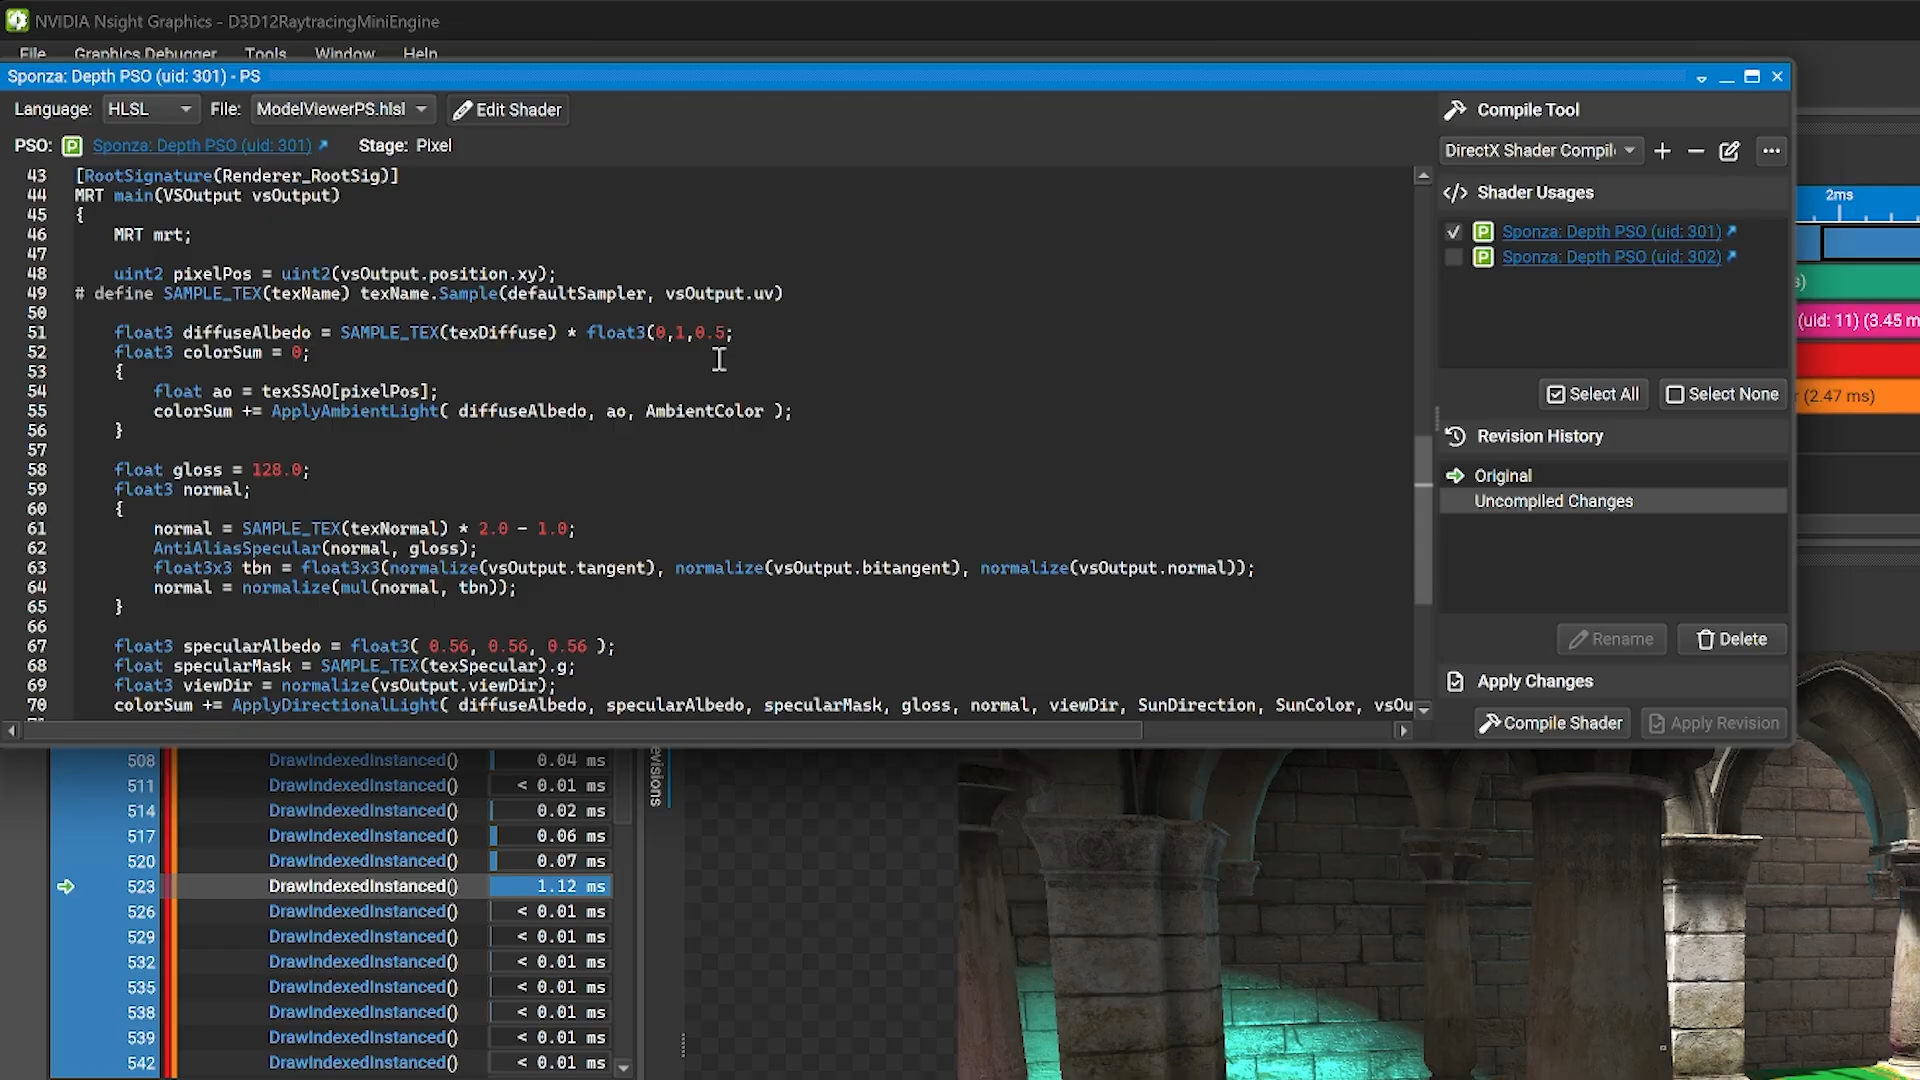 NVIDIA Nsight Graphics - D3D12RaytracingMiniEngine
File Graphics Debugger Tools Window Help
Sponza: Depth PSO (uid: 301) - PS
Language: HLSL File: ModelViewerPS.hlsl Edit Shader
PSO: P Sponza: Depth PSO (uid: 301) Stage: Pixel
43 [RootSignature(Renderer_RootSig)]
44 MRT main(VSOutput vsOutput)
45 {
46 MRT mrt;
47
48 uint2 pixelPos = uint2(vsOutput.position.xy);
49 # define SAMPLE_TEX(texName) texName.Sample(defaultSampler, vsOutput.uv)
50
51 float3 diffuseAlbedo = SAMPLE_TEX(texDiffuse) * float3(0,1,0.5;
52 float3 colorSum = 0;
53 {
54 float ao = texSSAO[pixelPos];
55 colorSum += ApplyAmbientLight( diffuseAlbedo, ao, AmbientColor );
56 }
57
58 float gloss = 128.0;
59 float3 normal;
60 {
61 normal = SAMPLE_TEX(texNormal) * 2.0 - 1.0;
62 AntiAliasSpecular(normal, gloss);
63 float3x3 tbn = float3x3(normalize(vsOutput.tangent), normalize(vsOutput.bitangent), normalize(vsOutput.normal));
64 normal = normalize(mul(normal, tbn));
65 }
66
67 float3 specularAlbedo = float3( 0.56, 0.56, 0.56 );
68 float specularMask = SAMPLE_TEX(texSpecular).g;
69 float3 viewDir = normalize(vsOutput.viewDir);
70 colorSum += ApplyDirectionalLight( diffuseAlbedo, specularAlbedo, specularMask, gloss, normal, viewDir, SunDirection, SunColor, vsOu
Compile Tool
DirectX Shader Compil
Shader Usages
P Sponza: Depth PSO (uid: 301)
P Sponza: Depth PSO (uid: 302)
Select All Select None
Revision History
Original
Uncompiled Changes
Rename Delete
Apply Changes
Compile Shader Apply Revision
2ms
s)
(uid: 11) (3.45 m
r (2.47 ms)
508 DrawIndexedInstanced() 0.04 ms
511 DrawIndexedInstanced() < 0.01 ms
514 DrawIndexedInstanced() 0.02 ms
517 DrawIndexedInstanced() 0.06 ms
520 DrawIndexedInstanced() 0.07 ms
523 DrawIndexedInstanced() 1.12 ms
526 DrawIndexedInstanced() < 0.01 ms
529 DrawIndexedInstanced() < 0.01 ms
532 DrawIndexedInstanced() < 0.01 ms
535 DrawIndexedInstanced() < 0.01 ms
538 DrawIndexedInstanced() < 0.01 ms
539 DrawIndexedInstanced() < 0.01 ms
542 DrawIndexedInstanced() < 0.01 ms
evisions